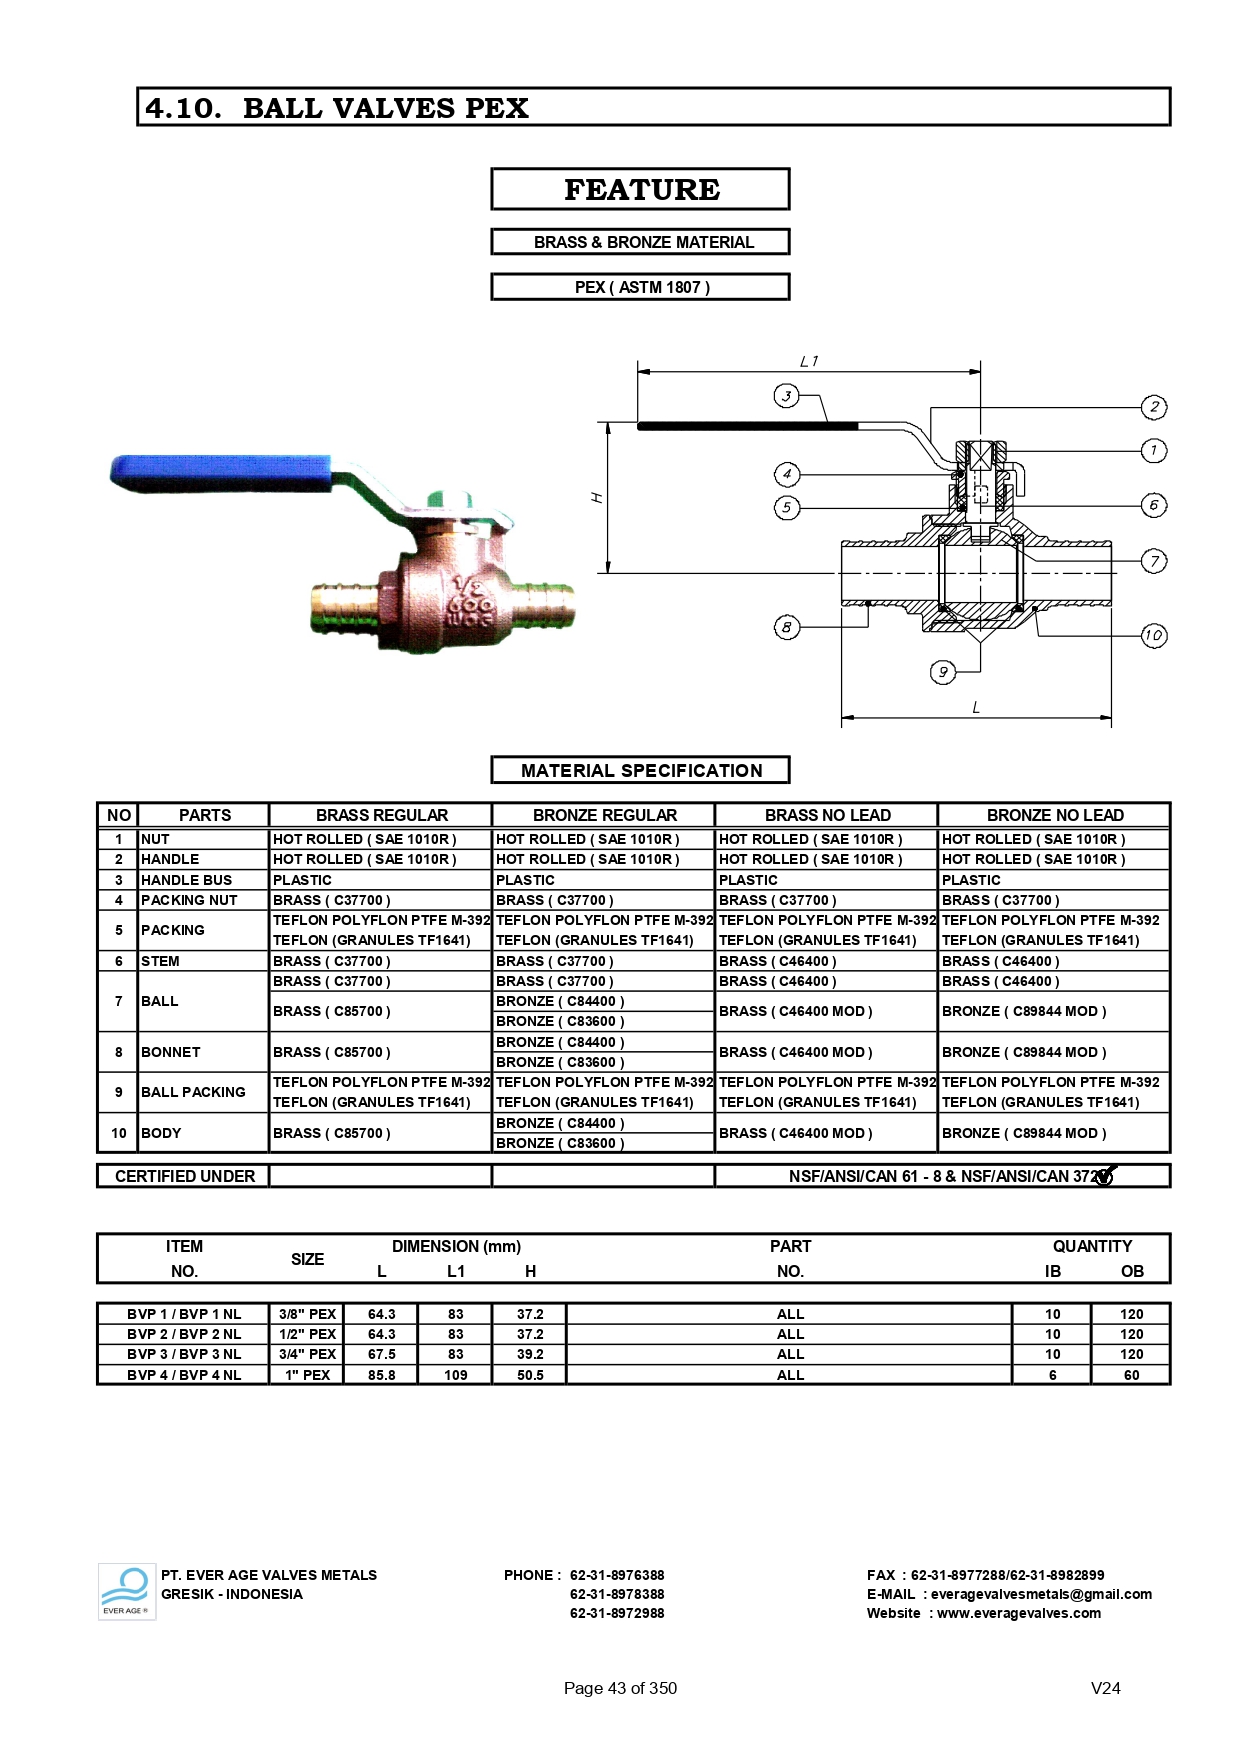 4.10. BALL VALVES PEX
FEATURE
BRASS & BRONZE MATERIAL
PEX ( ASTM 1807 )
L1
3
2
1
4
H
5
6
7
8
10
9
L
1/2
600
WOG
MATERIAL SPECIFICATION
NO PARTS BRASS REGULAR BRONZE REGULAR BRASS NO LEAD BRONZE NO LEAD
1 NUT HOT ROLLED ( SAE 1010R ) HOT ROLLED ( SAE 1010R ) HOT ROLLED ( SAE 1010R ) HOT ROLLED ( SAE 1010R )
2 HANDLE HOT ROLLED ( SAE 1010R ) HOT ROLLED ( SAE 1010R ) HOT ROLLED ( SAE 1010R ) HOT ROLLED ( SAE 1010R )
3 HANDLE BUS PLASTIC PLASTIC PLASTIC PLASTIC
4 PACKING NUT BRASS ( C37700 ) BRASS ( C37700 ) BRASS ( C37700 ) BRASS ( C37700 )
5 PACKING TEFLON POLYFLON PTFE M-392 TEFLON POLYFLON PTFE M-392 TEFLON POLYFLON PTFE M-392 TEFLON POLYFLON PTFE M-392
TEFLON (GRANULES TF1641) TEFLON (GRANULES TF1641) TEFLON (GRANULES TF1641) TEFLON (GRANULES TF1641)
6 STEM BRASS ( C37700 ) BRASS ( C37700 ) BRASS ( C46400 ) BRASS ( C46400 )
7 BALL BRASS ( C37700 ) BRASS ( C37700 ) BRASS ( C46400 ) BRASS ( C46400 )
BRASS ( C85700 ) BRONZE ( C84400 ) BRASS ( C46400 MOD ) BRONZE ( C89844 MOD )
BRONZE ( C83600 )
8 BONNET BRASS ( C85700 ) BRONZE ( C84400 ) BRASS ( C46400 MOD ) BRONZE ( C89844 MOD )
BRONZE ( C83600 )
9 BALL PACKING TEFLON POLYFLON PTFE M-392 TEFLON POLYFLON PTFE M-392 TEFLON POLYFLON PTFE M-392 TEFLON POLYFLON PTFE M-392
TEFLON (GRANULES TF1641) TEFLON (GRANULES TF1641) TEFLON (GRANULES TF1641) TEFLON (GRANULES TF1641)
10 BODY BRASS ( C85700 ) BRONZE ( C84400 ) BRASS ( C46400 MOD ) BRONZE ( C89844 MOD )
BRONZE ( C83600 )
CERTIFIED UNDER NSF/ANSI/CAN 61 - 8 & NSF/ANSI/CAN 372
ITEM SIZE DIMENSION (mm) PART QUANTITY
NO. L L1 H NO. IB OB
BVP 1 / BVP 1 NL 3/8" PEX 64.3 83 37.2 ALL 10 120
BVP 2 / BVP 2 NL 1/2" PEX 64.3 83 37.2 ALL 10 120
BVP 3 / BVP 3 NL 3/4" PEX 67.5 83 39.2 ALL 10 120
BVP 4 / BVP 4 NL 1" PEX 85.8 109 50.5 ALL 6 60
EVER AGE ®
PT. EVER AGE VALVES METALS PHONE : 62-31-8976388 FAX : 62-31-8977288/62-31-8982899
GRESIK - INDONESIA 62-31-8978388 E-MAIL : everagevalvesmetals@gmail.com
62-31-8972988 Website : www.everagevalves.com
Page 43 of 350 V24